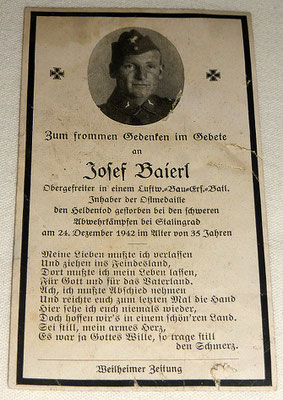 Zum frommen Gedenken im Gebete
an
Josef Baierl
Obergefreiter in einem Luftw.=Bau=Ers.=Batl.
Inhaber der Ostmedaille
den Heldentod gestorben bei den schweren
Abwehrkämpfen bei Stalingrad
am 24. Dezember 1942 im Alter von 35 Jahren
Meine Lieben mußte ich verlassen
Und ziehen ins Feindesland,
Dort mußte ich mein Leben lassen,
Für Gott und für das Vaterland.
Ach, ich mußte Abschied nehmen
Und reichte euch zum letzten Mal die Hand
Hier sehe ich euch niemals wieder,
Doch hoffen wir's in einem schön'ren Land.
Sei still, mein armes Herz,
Es war ja Gottes Wille, so trage still
den Schmerz.
Weilheimer Zeitung